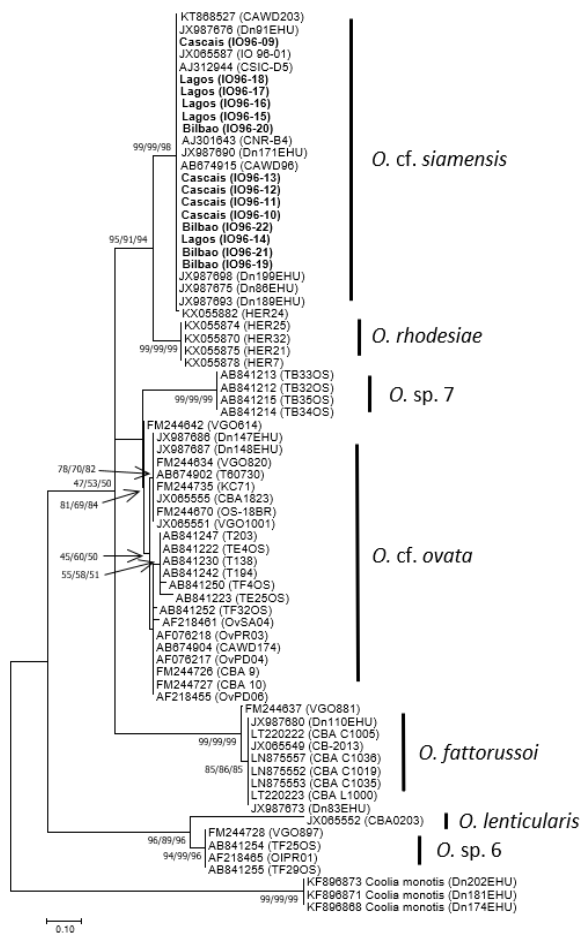 KT868527 (CAWD203)
JX987676 (Dn91EHU)
Cascais (IO96-09)
JX065587 (IO 96-01)
AJ312944 (CSIC-D5)
Lagos (IO96-18)
Lagos (IO96-17)
Lagos (IO96-16)
Lagos (IO96-15)
Bilbao (IO96-20)
AJ301643 (CNR-B4)
99/99/98
JX987690 (Dn171EHU)
O. cf. siamensis
AB674915 (CAWD96)
Cascais (IO96-13)
Cascais (IO96-12)
Cascais (IO96-11)
Cascais (IO96-10)
Bilbao (IO96-22)
Lagos (IO96-14)
95/91/94
Bilbao (IO96-21)
Bilbao (IO96-19)
JX987698 (Dn199EHU)
JX987675 (Dn86EHU)
JX987693 (Dn189EHU)
KX055882 (HER24)
KX055874 (HER25)
KX055870 (HER32)
O. rhodesiae
KX055875 (HER21)
99/99/99
KX055878 (HER7)
AB841213 (TB33OS)
AB841212 (TB32OS)
O. sp. 7
99/99/99
AB841215 (TB35OS)
AB841214 (TB34OS)
FM244642 (VGO614)
JX987686 (Dn147EHU)
JX987687 (Dn148EHU)
FM244634 (VGO820)
78/70/82
AB674902 (T60730)
47/53/50
FM244735 (KC71)
JX065555 (CBA1823)
81/69/84
FM244670 (OS-18BR)
JX065551 (VGO1001)
AB841247 (T203)
AB841222 (TE4OS)
45/60/50
AB841230 (T138)
O. cf. ovata
55/58/51
AB841242 (T194)
AB841250 (TF4OS)
AB841223 (TE25OS)
AB841252 (TF32OS)
AF218461 (OvSA04)
AF076218 (OvPR03)
AB674904 (CAWD174)
AF076217 (OvPD04)
FM244726 (CBA 9)
FM244727 (CBA 10)
AF218455 (OvPD06)
FM244637 (VGO881)
JX987680 (Dn110EHU)
LT220222 (CBA C1005)
99/99/99
JX065549 (CB-2013)
O. fattorussoi
LN875557 (CBA C1036)
85/86/85
LN875552 (CBA C1019)
LN875553 (CBA C1035)
LT220223 (CBA L1000)
JX987673 (Dn83EHU)
JX065552 (CBA0203)
O. lenticularis
96/89/96
FM244728 (VGO897)
AB841254 (TF25OS)
O. sp. 6
94/99/96
AF218465 (OIPR01)
AB841255 (TF29OS)
KF896873 Coolia monotis (Dn202EHU)
KF896871 Coolia monotis (Dn181EHU)
99/99/99
KF896868 Coolia monotis (Dn174EHU)
0.10